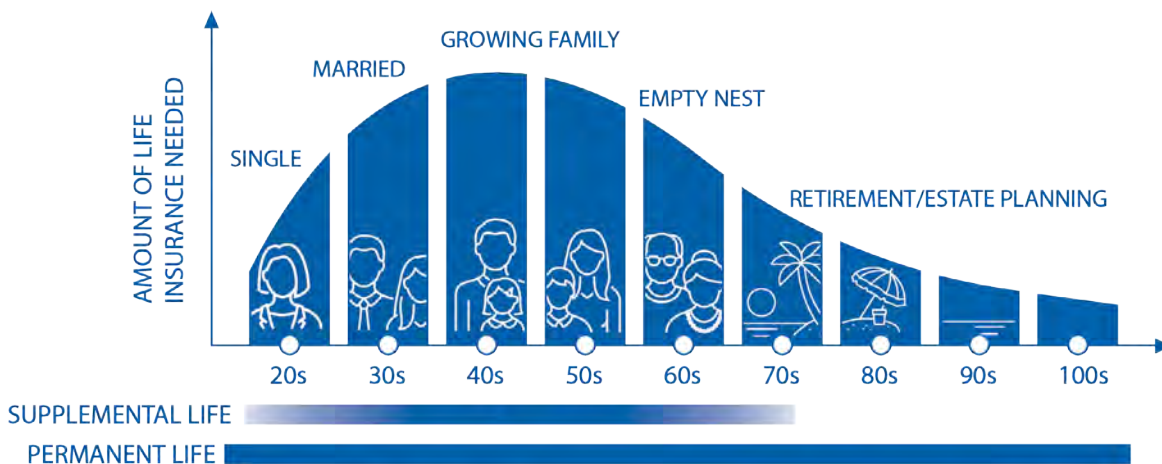 GROWING FAMILY
MARRIED
EMPTY NEST
SINGLE
RETIREMENT/ESTATE PLANNING
AMOUNT OF LIFE
INSURANCE NEEDED
20s 30s 40s 50s 60s 70s 80s 90s 100s
SUPPLEMENTAL LIFE
PERMANENT LIFE